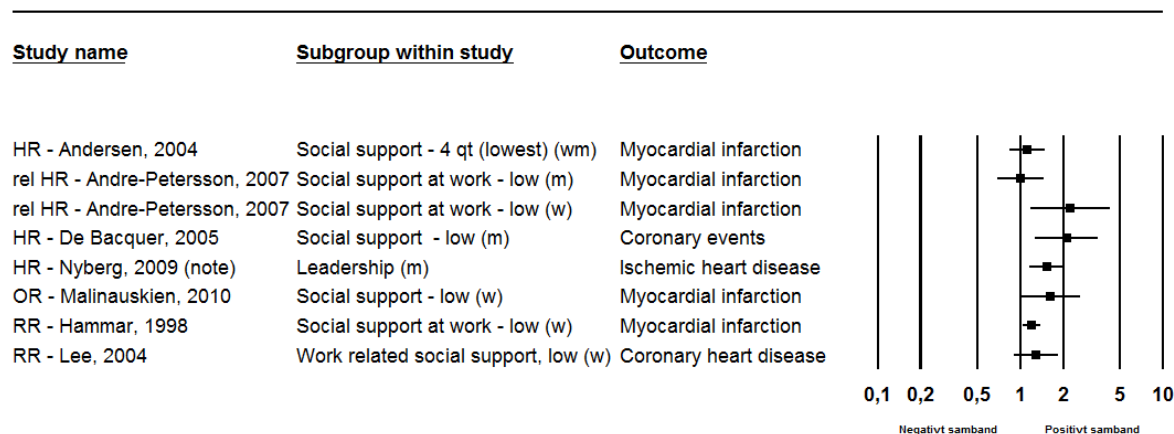 Study name Subgroup within study Outcome
HR - Andersen, 2004 Social support - 4 qt (lowest) (wm) Myocardial infarction
rel HR - Andre-Petersson, 2007 Social support at work - low (m) Myocardial infarction
rel HR - Andre-Petersson, 2007 Social support at work - low (w) Myocardial infarction
HR - De Bacquer, 2005 Social support - low (m) Coronary events
HR - Nyberg, 2009 (note) Leadership (m) Ischemic heart disease
OR - Malinauskien, 2010 Social support - low (w) Myocardial infarction
RR - Hammar, 1998 Social support at work - low (w) Myocardial infarction
RR - Lee, 2004 Work related social support, low (w) Coronary heart disease
0,1 0,2 0,5 1 2 5 10
Negativt samband Positivt samband